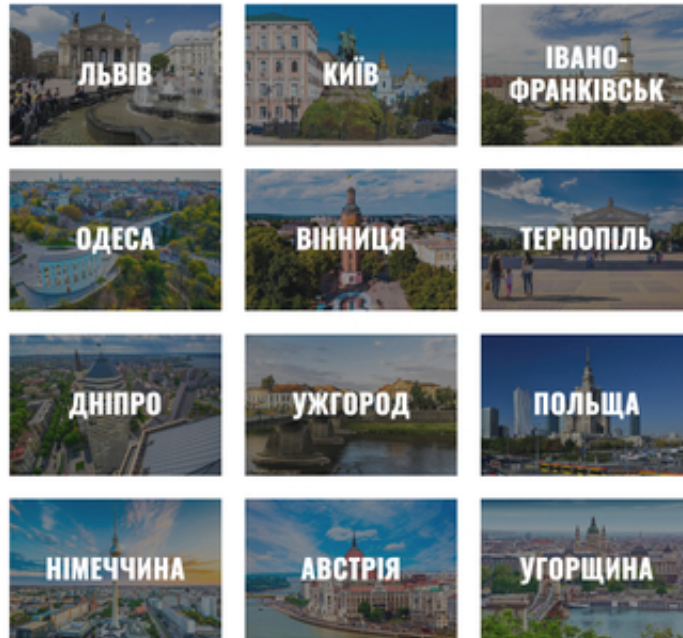 ЛЬВІВ
КИЇВ
ІВАНО-
ФРАНКІВСЬК
ОДЕСА
ВІННИЦЯ
ТЕРНОПІЛЬ
ДНІПРО
УЖГОРОД
ПОЛЬЩА
НІМЕЧЧИНА
АВСТРІЯ
УГОРЩИНА